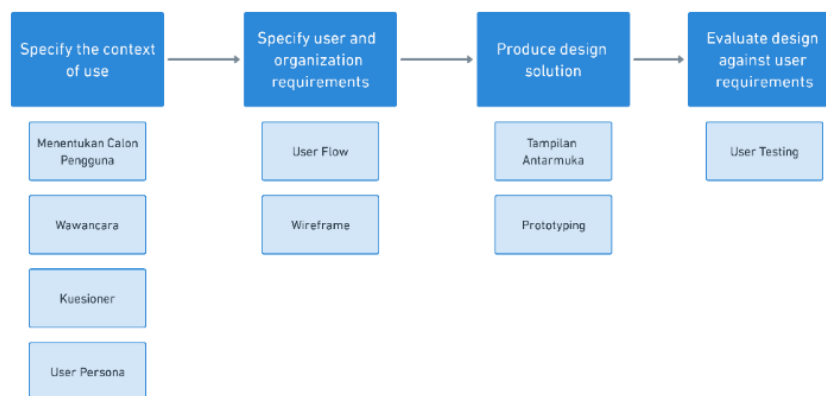 Specify the context
of use
Specify user and
organization
requirements
Produce design
solution
Evaluate design
against user
requirements
Menentukan Calon
Pengguna
Wawancara
Kuesioner
User Persona
User Flow
Wireframe
Tampilan
Antarmuka
Prototyping
User Testing